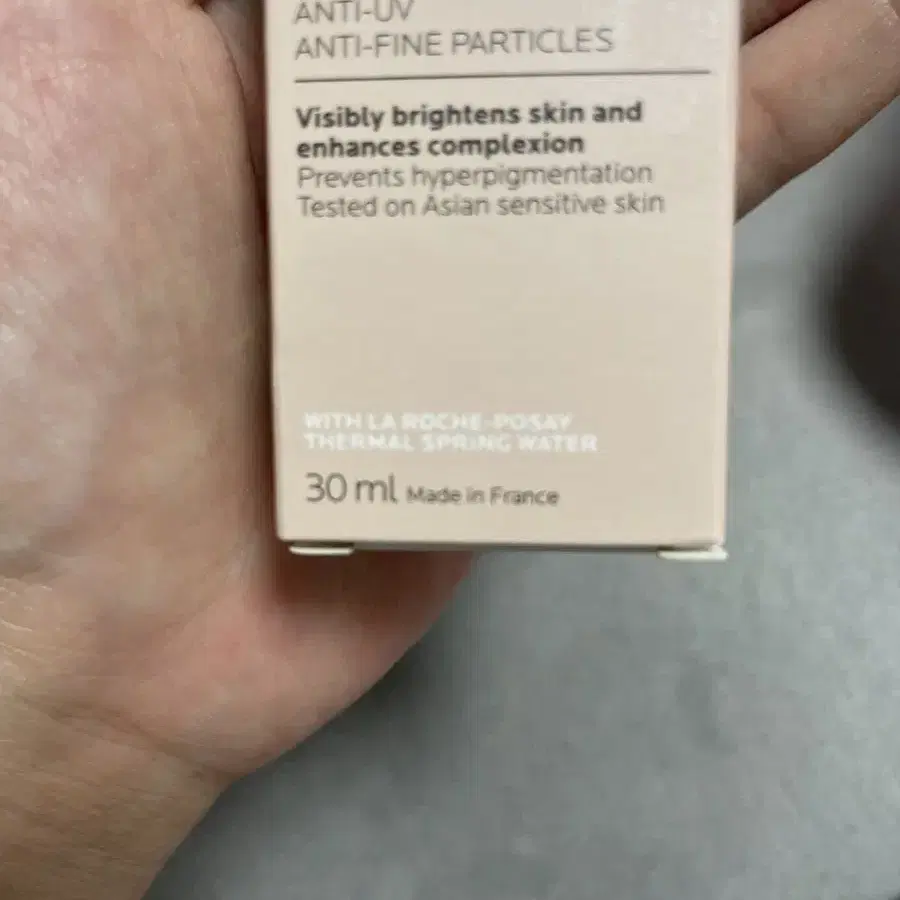 ANTI-UV
ANTI-FINE PARTICLES
Visibly brightens skin and
enhances complexion
Prevents hyperpigmentation
Tested on Asian sensitive skin
WITH LA ROCHE-POSAY
THERMAL SPRING WATER
30 ml Made in France